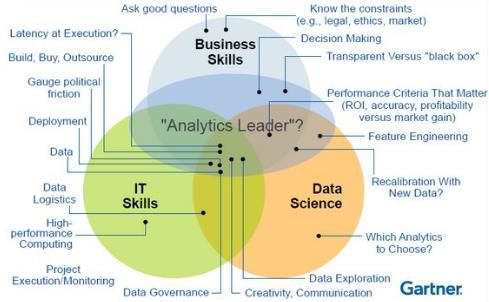 Ask good questions
Know the constraints
(e.g., legal, ethics, market)
Latency at Execution?
Business
Skills
Decision Making
Build, Buy, Outsource
Transparent Versus "black box"
Gauge political
friction
Performance Criteria That Matter
(ROI, accuracy, profitability
versus market gain)
Deployment
"Analytics Leader"?
Feature Engineering
Data
Recalibration With
New Data?
Data
Logistics
IT
Skills
Data
Science
High-
performance
Computing
Which Analytics
to Choose?
Project
Execution/Monitoring
Data Exploration
Data Governance
Creativity, Communication
Gartner.